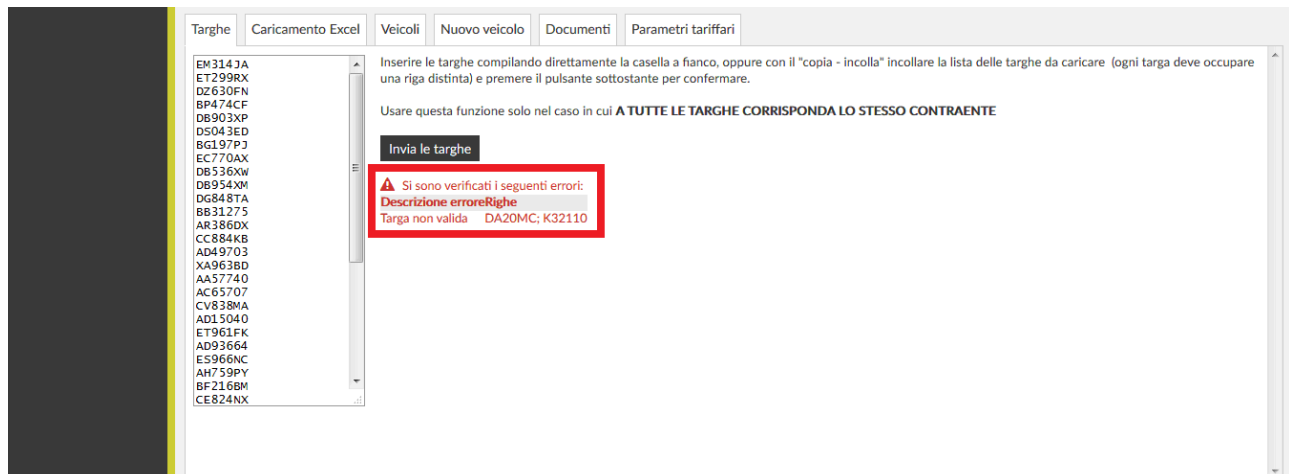 Targhe Caricamento Excel Veicoli Nuovo veicolo Documenti Parametri tariffari
EM314JA
ET299RX
DZ630FN
BP474CF
DB903XP
DS043ED
BG197PJ
EC770AX
DB536XW
DB954XM
DG848TA
BB31275
AR386DX
CC884KB
AD49703
XA963BD
AA57740
AC65707
CV838MA
AD15040
ET961FK
AD93664
ES966NC
AH759PY
BF216BM
CE824NX
Inserire le targhe compilando direttamente la casella a fianco, oppure con il "copia - incolla" incollare la lista delle targhe da caricare (ogni targa deve occupare
una riga distinta) e premere il pulsante sottostante per confermare.
Usare questa funzione solo nel caso in cui A TUTTE LE TARGHE CORRISPONDA LO STESSO CONTRAENTE
Invia le targhe
Si sono verificati i seguenti errori:
Descrizione erroreRighe
Targa non valida DA20MC; K32110